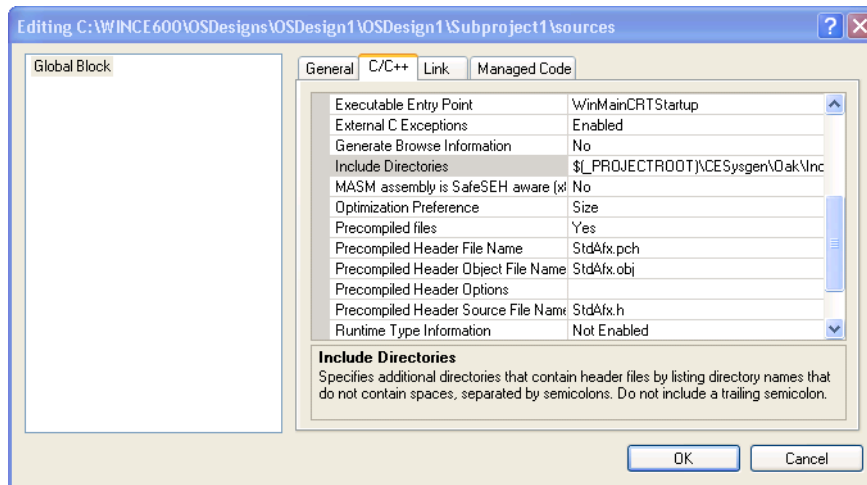 Editing C:\WINCE600\OSDesigns\OSDesign1\OSDesign1\Subproject1\sources
Global Block
General C/C++ Link Managed Code
Executable Entry Point WinMainCRTStartup
External C Exceptions Enabled
Generate Browse Information No
Include Directories $(_PROJECTROOT)\CESysgen\Oak\Inc
MASM assembly is SafeSEH aware (x No
Optimization Preference Size
Precompiled files Yes
Precompiled Header File Name StdAfx.pch
Precompiled Header Object File Name StdAfx.obj
Precompiled Header Options
Precompiled Header Source File Name StdAfx.h
Runtime Type Information Not Enabled
Include Directories
Specifies additional directories that contain header files by listing directory names that
do not contain spaces, separated by semicolons. Do not include a trailing semicolon.
OK Cancel